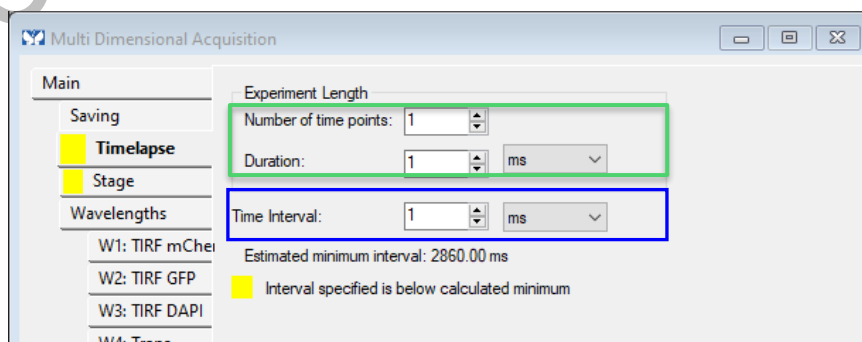 Multi Dimensional Acquisition
Main
Saving
Timelapse
Stage
Wavelengths
W1: TIRF mCher
W2: TIRF GFP
W3: TIRF DAPI
Experiment Length
Number of time points: 1
Duration: 1 ms
Time Interval: 1 ms
Estimated minimum interval: 2860.00 ms
Interval specified is below calculated minimum